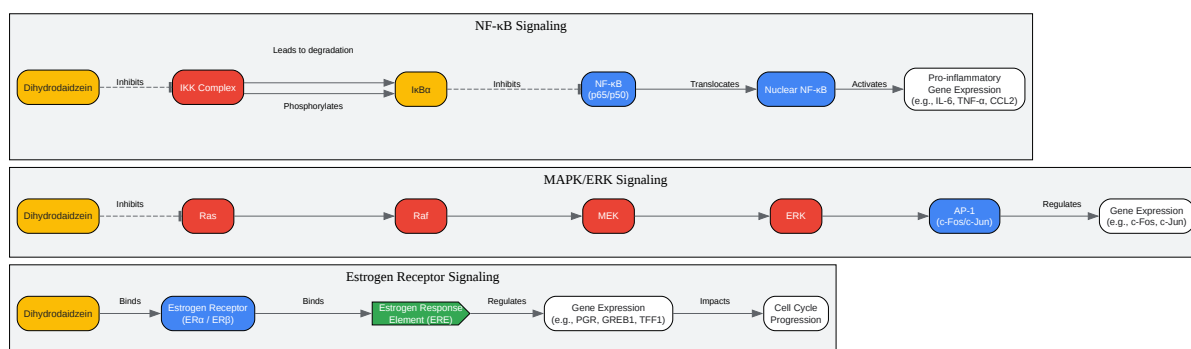 NF-κB Signaling
Leads to degradation
Inhibits
Inhibits
Translocates
Activates
Phosphorylates
Dihydrodaidzein
IKK Complex
IκBα
NF-κB
(p65/p50)
Nuclear NF-κB
Pro-inflammatory
Gene Expression
(e.g., IL-6, TNF-α, CCL2)
MAPK/ERK Signaling
Inhibits
Regulates
Dihydrodaidzein
Ras
Raf
MEK
ERK
AP-1
(c-Fos/c-Jun)
Gene Expression
(e.g., c-Fos, c-Jun)
Estrogen Receptor Signaling
Binds
Binds
Regulates
Impacts
Dihydrodaidzein
Estrogen Receptor
(ERα / ERβ)
Estrogen Response
Element (ERE)
Gene Expression
(e.g., PGR, GREB1, TFF1)
Cell Cycle
Progression